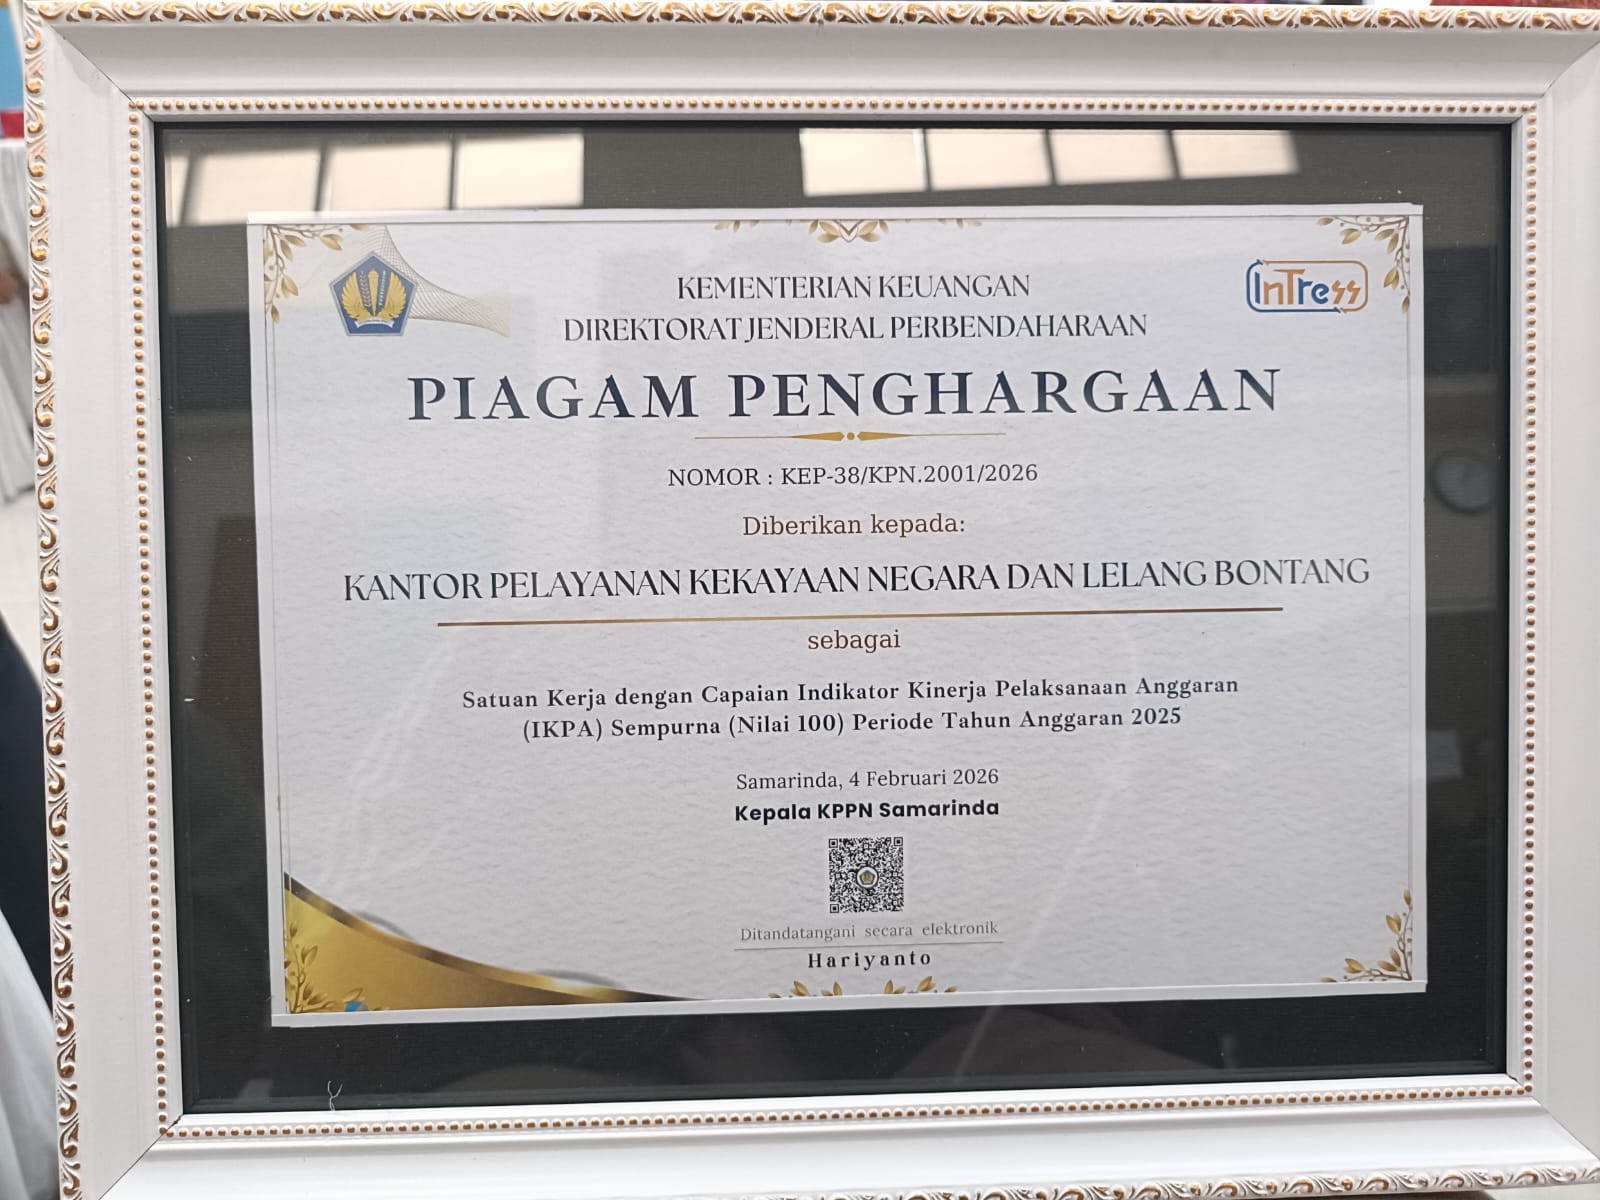 InTress
KEMENTERIAN KEUANGAN
DIREKTORAT JENDERAL PERBENDAHARAAN
PIAGAM PENGHARGAAN
NOMOR : KEP-38/KPN.2001/2026
Diberikan kepada:
KANTOR PELAYANAN KEKAYAAN NEGARA DAN LELANG BONTANG
sebagai
Satuan Kerja dengan Capaian Indikator Kinerja Pelaksanaan Anggaran
(IKPA) Sempurna (Nilai 100) Periode Tahun Anggaran 2025
Samarinda, 4 Februari 2026
Kepala KPPN Samarinda
Ditandatangani secara elektronik
Hariyanto